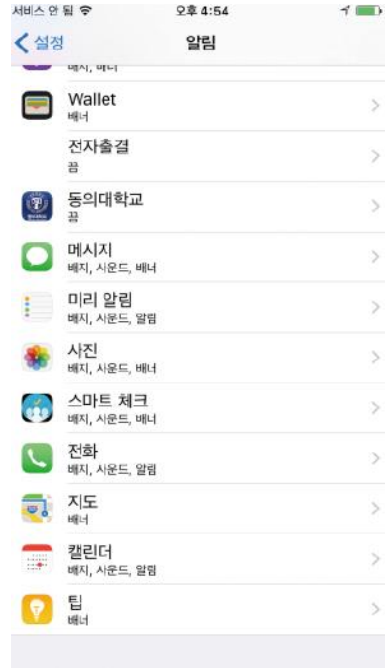 서비스 안 됨
오후 4:54
설정
알림
배지, 배너
Wallet
배너
전자출결
끔
동의대학교
끔
메시지
배지, 사운드, 배너
미리 알림
배지, 사운드, 알림
사진
배지, 사운드, 배너
스마트 체크
배지, 사운드, 배너
전화
배지, 사운드, 알림
지도
배너
캘린더
배지, 사운드, 알림
팁
배너